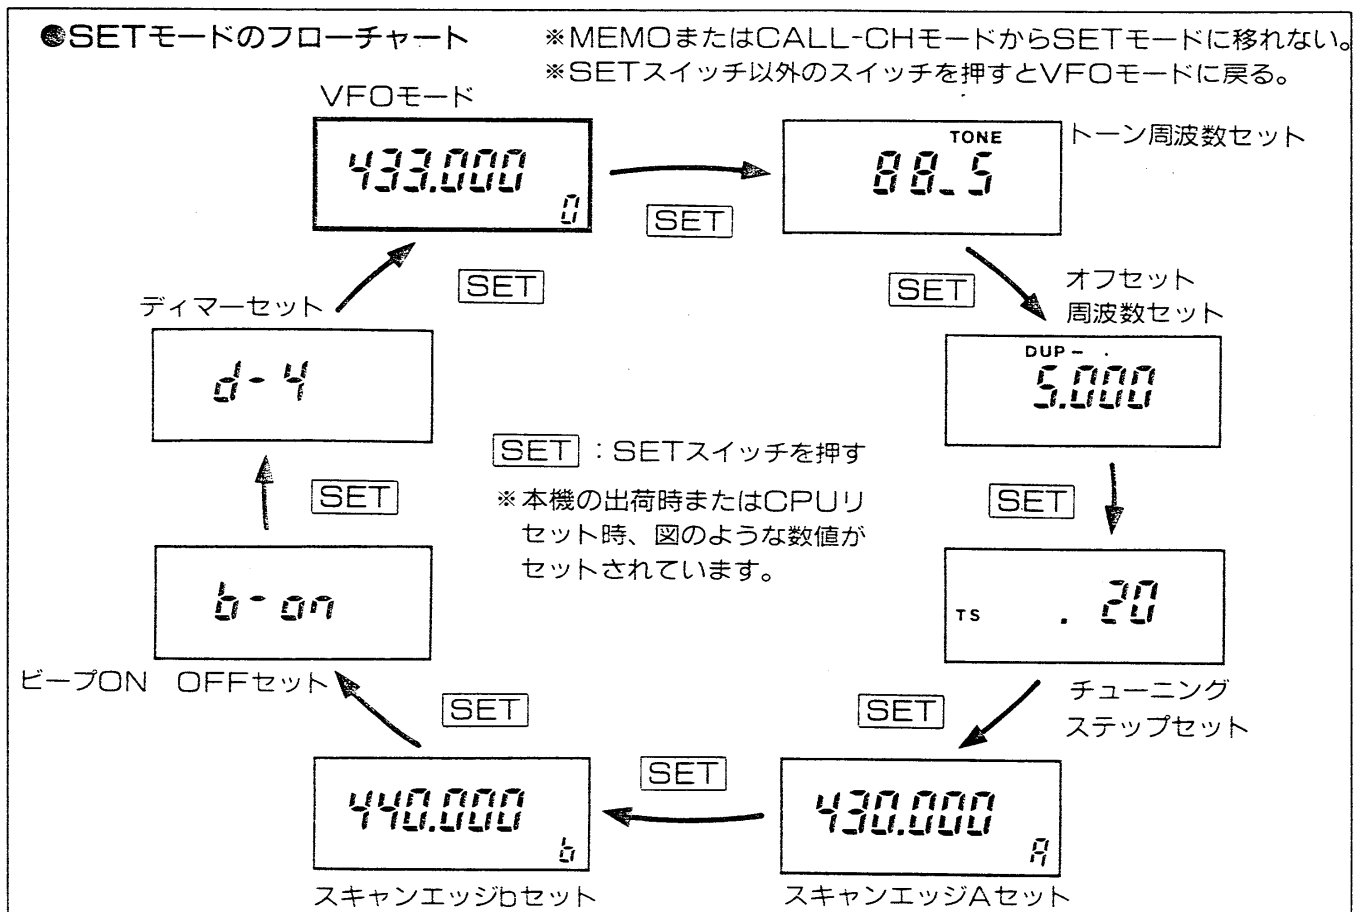 ●SETモードのフローチャート
※MEMOまたはCALL-CHモードからSETモードに移れない。
※SETスイッチ以外のスイッチを押すとVFOモードに戻る。
VFOモード
433.000
0
SET
TONE
88_5
トーン周波数セット
SET
オフセット
周波数セット
DUP –
5.000
SET
TS
. 20
チューニング
ステップセット
SET
430.000
A
スキャンエッジAセット
SET
440.000
b
スキャンエッジbセット
SET
b-on
ビープON OFFセット
SET
ディマーセット
d-4
SET
SET：SETスイッチを押す
※本機の出荷時またはCPUリ
セット時、図のような数値が
セットされています。